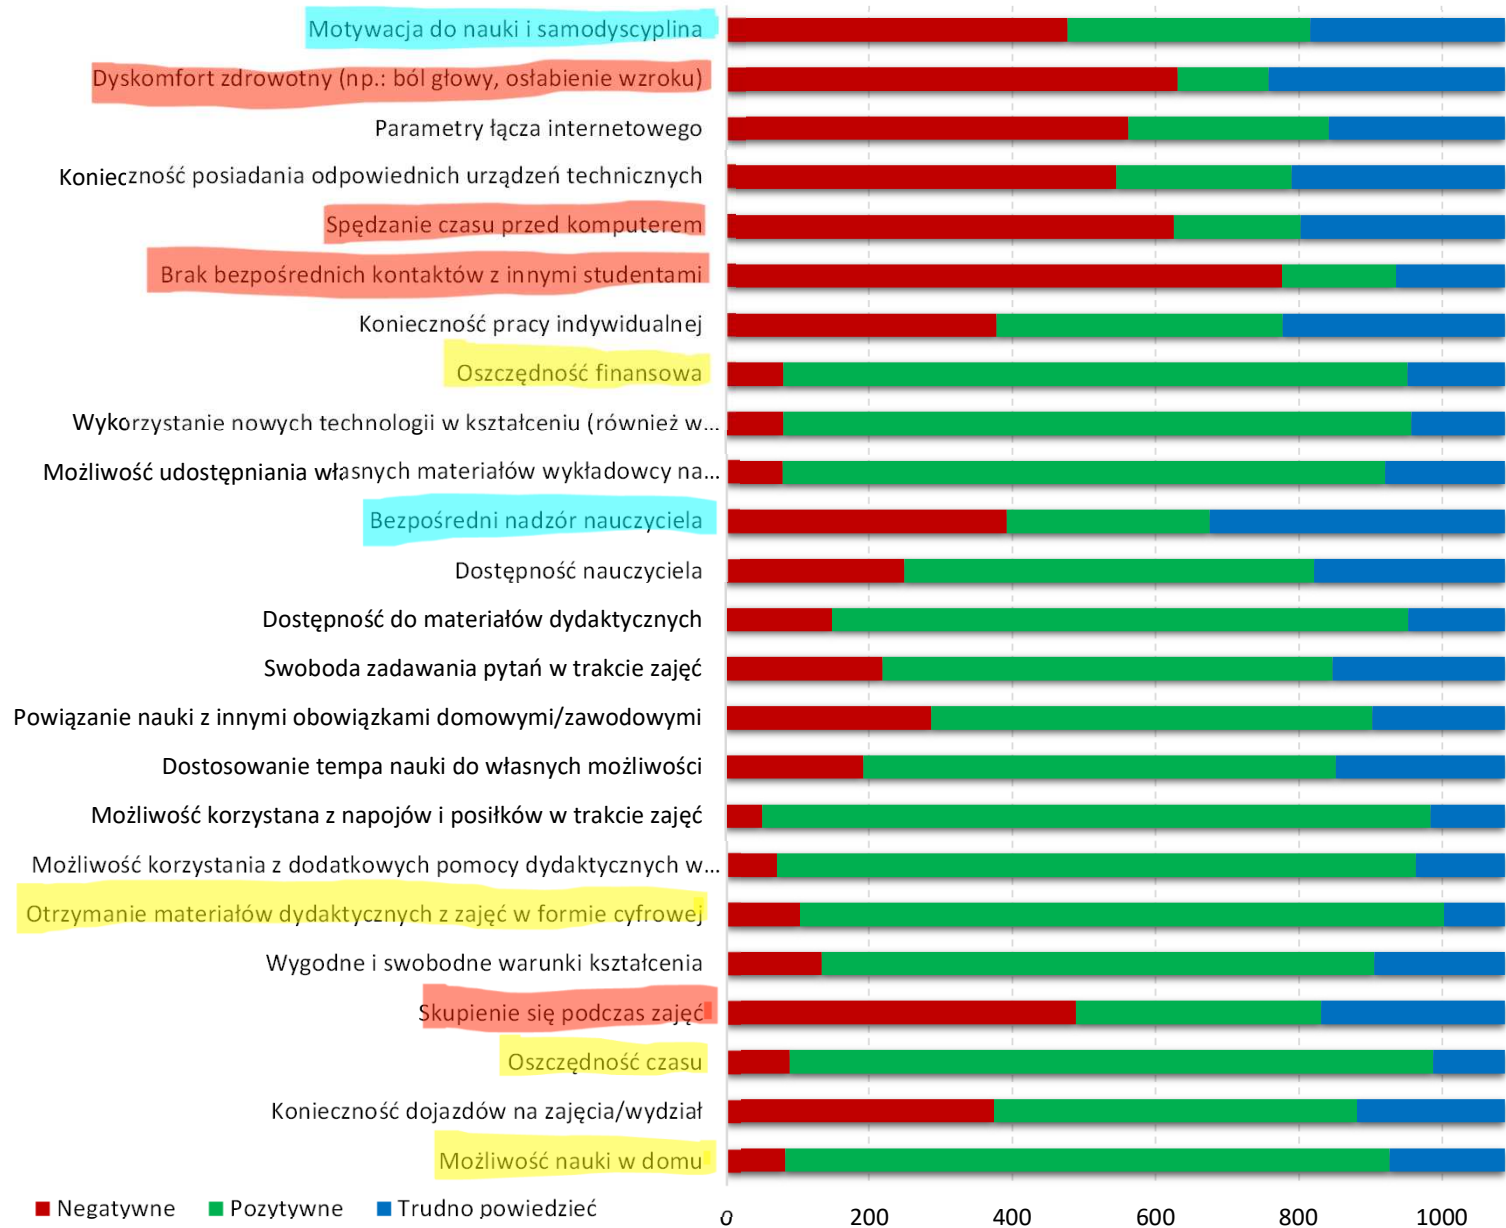 Motywacja do nauki i samodyscyplina
Dyskomfort zdrowotny (np.: ból głowy, osłabienie wzroku)
Parametry łącza internetowego
Konieczność posiadania odpowiednich urządzeń technicznych
Spędzanie czasu przed komputerem
Brak bezpośrednich kontaktów z innymi studentami
Konieczność pracy indywidualnej
Oszczędność finansowa
Wykorzystanie nowych technologii w kształceniu (również w...
Możliwość udostępniania własnych materiałów wykładowcy na...
Bezpośredni nadzór nauczyciela
Dostępność nauczyciela
Dostępność do materiałów dydaktycznych
Swoboda zadawania pytań w trakcie zajęć
Powiązanie nauki z innymi obowiązkami domowymi/zawodowymi
Dostosowanie tempa nauki do własnych możliwości
Możliwość korzystana z napojów i posiłków w trakcie zajęć
Możliwość korzystania z dodatkowych pomocy dydaktycznych w...
Otrzymanie materiałów dydaktycznych z zajęć w formie cyfrowej
Wygodne i swobodne warunki kształcenia
Skupienie się podczas zajęć
Oszczędność czasu
Konieczność dojazdów na zajęcia/wydział
Możliwość nauki w domu
Negatywne Pozytywne Trudno powiedzieć
0 200 400 600 800 1000